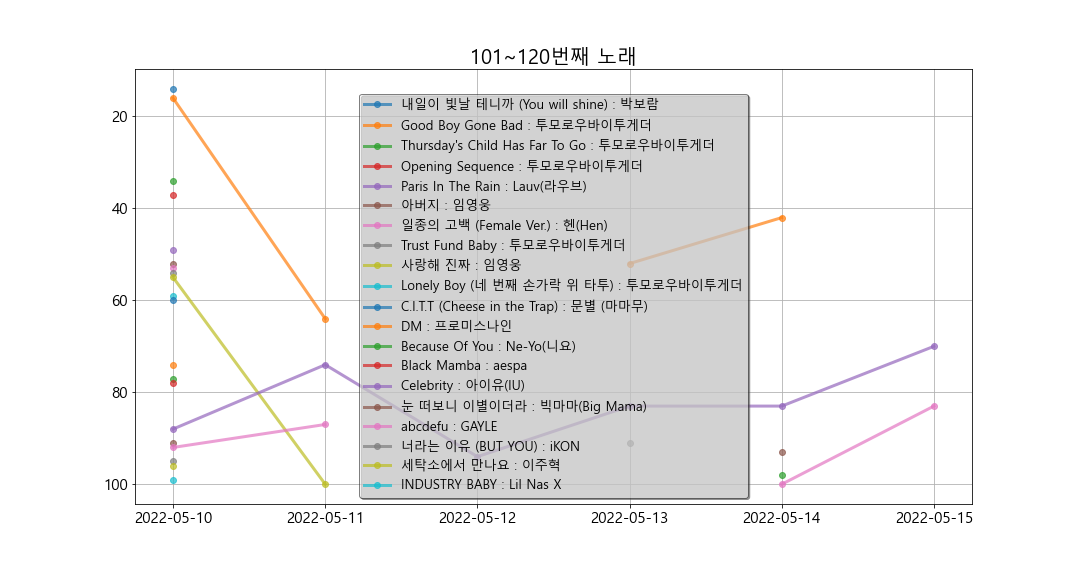 101~120번째 노래
20
40
60
80
100
내일이 빛날 테니까 (You will shine) : 박보람
Good Boy Gone Bad : 투모로우바이투게더
Thursday's Child Has Far To Go : 투모로우바이투게더
Opening Sequence : 투모로우바이투게더
Paris In The Rain : Lauv(라우브)
아버지 : 임영웅
일종의 고백 (Female Ver.) : 헨(Hen)
Trust Fund Baby : 투모로우바이투게더
사랑해 진짜 : 임영웅
Lonely Boy (네 번째 손가락 위 타투) : 투모로우바이투게더
C.I.T.T (Cheese in the Trap) : 문별 (마마무)
DM : 프로미스나인
Because Of You : Ne-Yo(니요)
Black Mamba : aespa
Celebrity : 아이유(IU)
눈 떠보니 이별이더라 : 빅마마(Big Mama)
abcdefu : GAYLE
너라는 이유 (BUT YOU) : iKON
세탁소에서 만나요 : 이주혁
INDUSTRY BABY : Lil Nas X
2022-05-10 2022-05-11 2022-05-12 2022-05-13 2022-05-14 2022-05-15